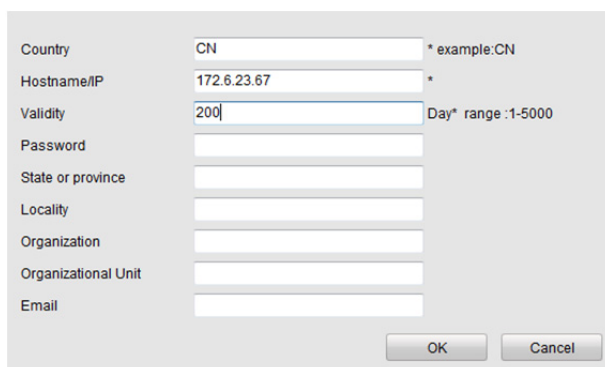 Country CN * example:CN
Hostname/IP 172.6.23.67 *
Validity 200 Day* range :1-5000
Password
State or province
Locality
Organization
Organizational Unit
Email
OK Cancel